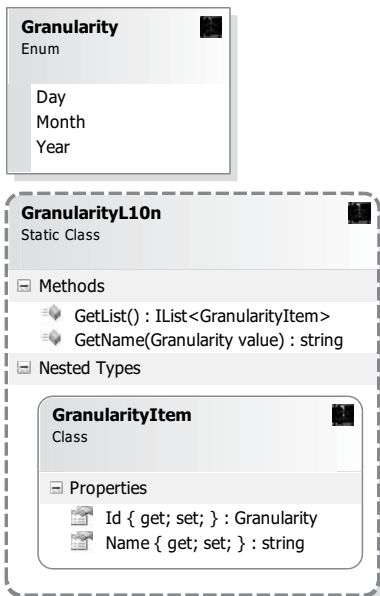 Granularity
Enum
Day
Month
Year
GranularityL10n
Static Class
Methods
GetList() : IList<GranularityItem>
GetName(Granularity value) : string
Nested Types
GranularityItem
Class
Properties
Id { get; set; } : Granularity
Name { get; set; } : string